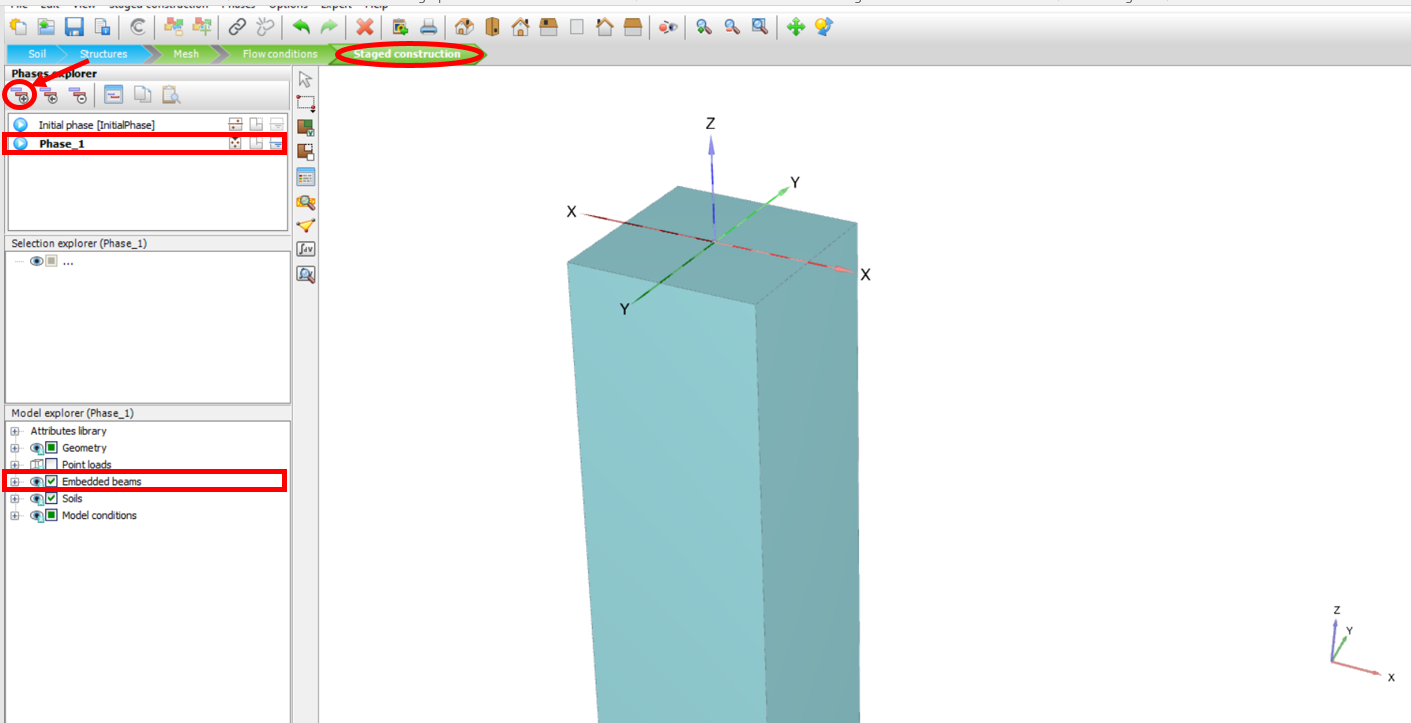 Soil Structures Mesh Flow conditions Staged construction
Phases explorer
Initial phase [InitialPhase]
Phase_1
Selection explorer (Phase_1)
...
Model explorer (Phase_1)
Attributes library
Geometry
Point loads
Embedded beams
Soils
Model conditions
Z
Y
X
X
Y
Z
Y
X